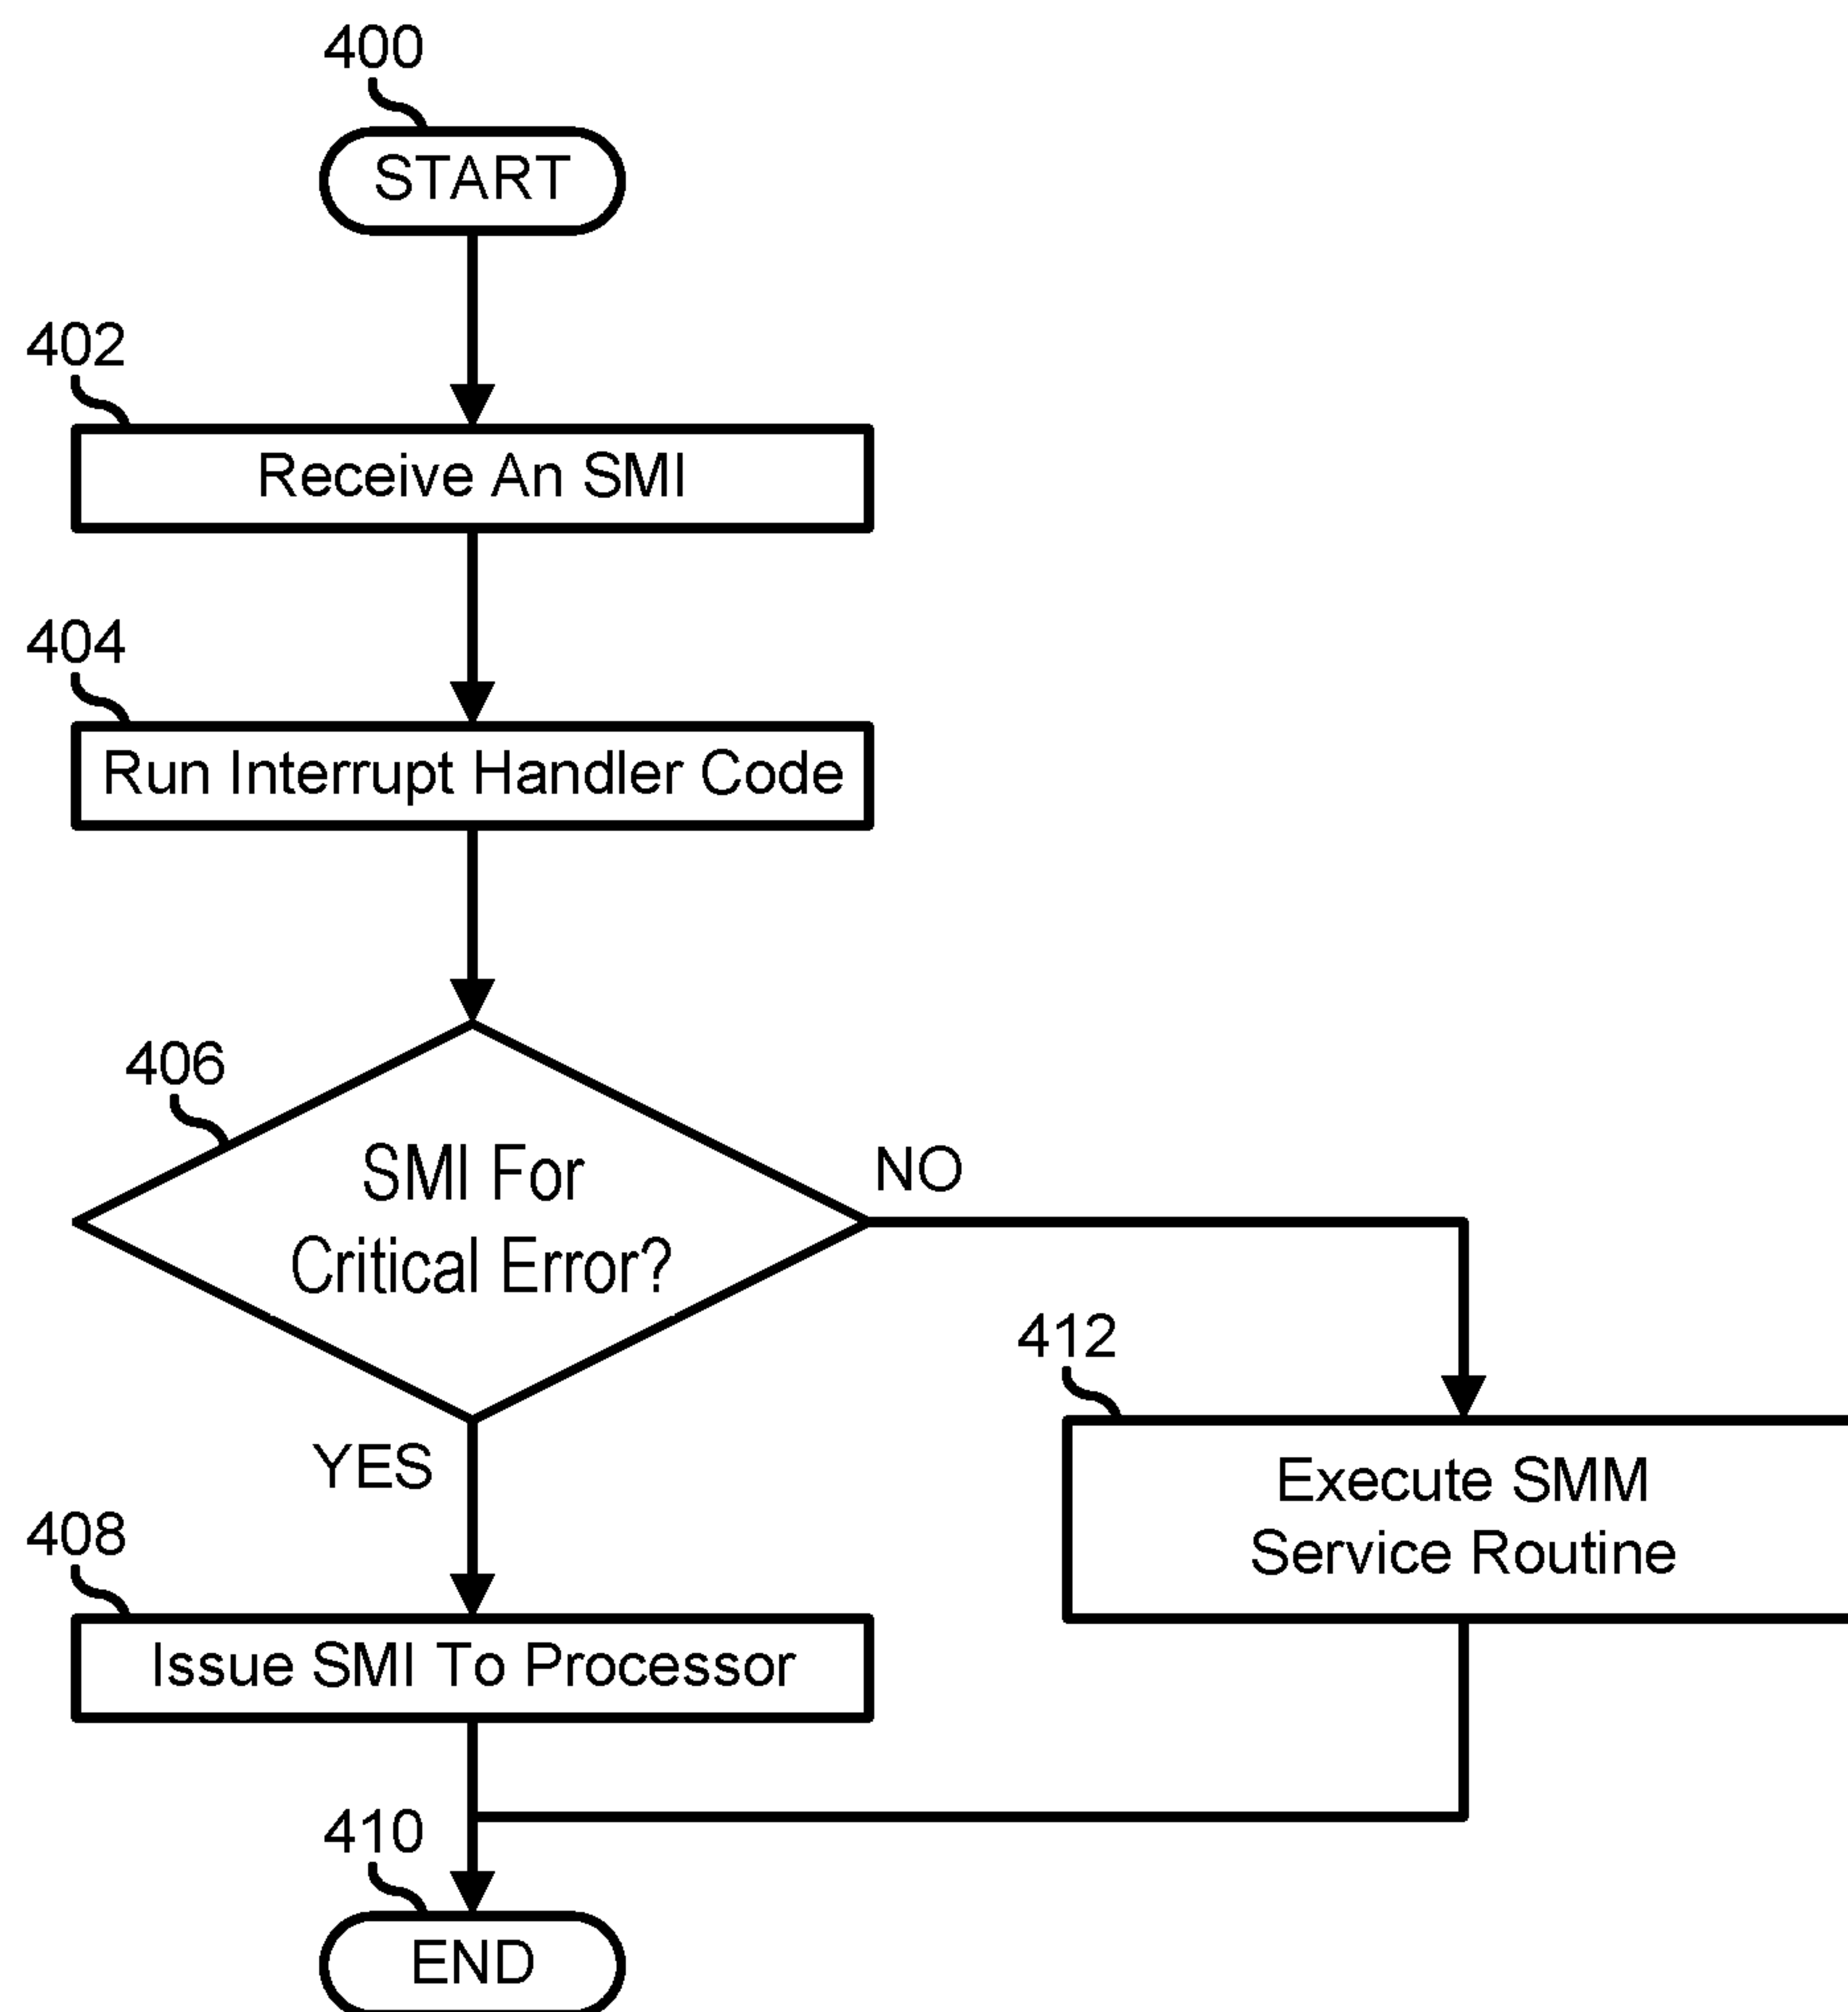 400
START
402
Receive An SMI
404
Run Interrupt Handler Code
406
SMI For
Critical Error?
NO
YES
412
Execute SMM
Service Routine
408
Issue SMI To Processor
410
END